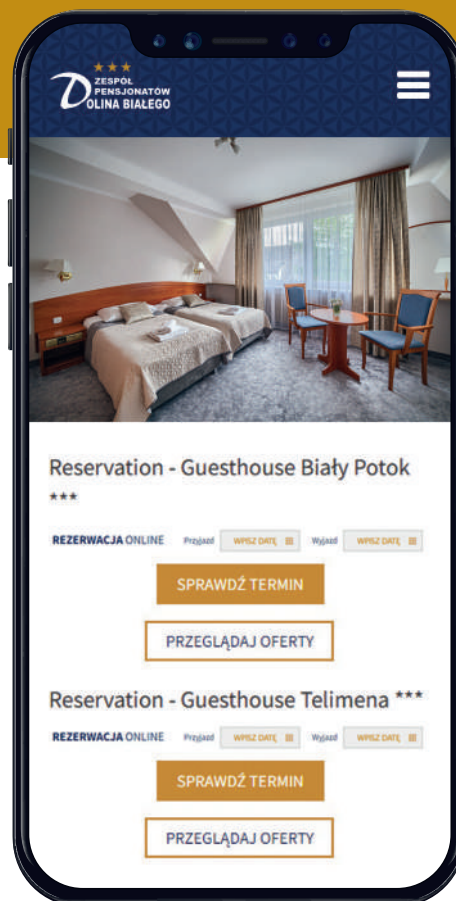 ZESPÓŁ
PENSJONATÓW
DOLINA BIAŁEGO
Reservation - Guesthouse Biały Potok
***
REZERWACJA ONLINE Przyjazd WPISZ DATĘ Wyjazd WPISZ DATĘ
SPRAWDŹ TERMIN
PRZEGLĄDAJ OFERTY
Reservation - Guesthouse Telimena ***
REZERWACJA ONLINE Przyjazd WPISZ DATĘ Wyjazd WPISZ DATĘ
SPRAWDŹ TERMIN
PRZEGLĄDAJ OFERTY